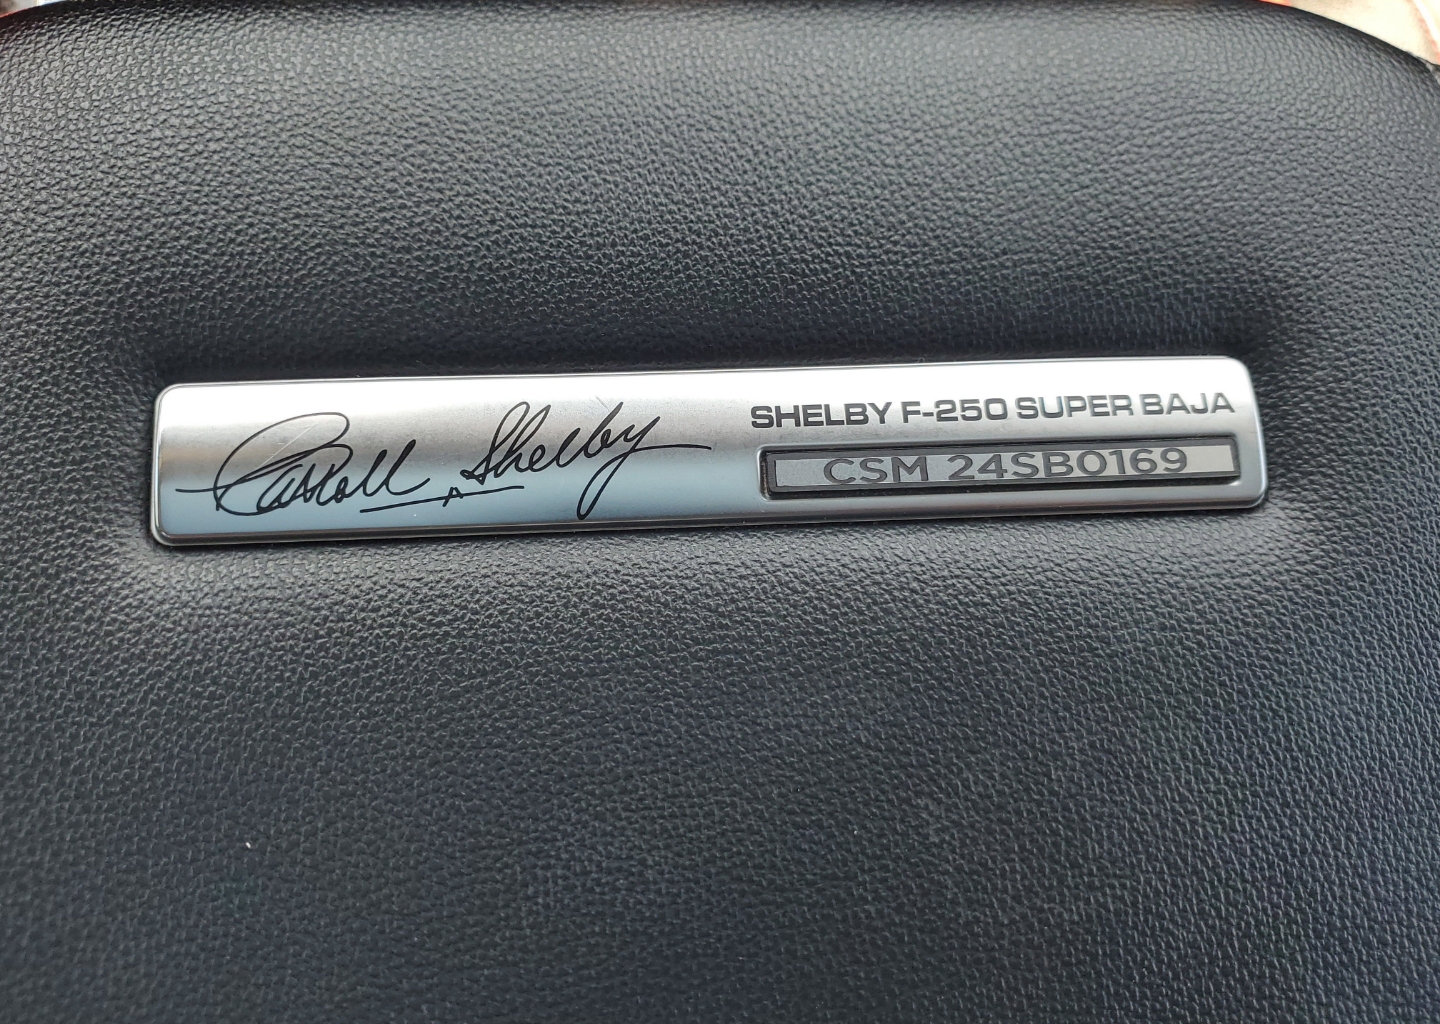 Carroll Shelby
SHELBY F-250 SUPER BAJA
CSM 24SB0169